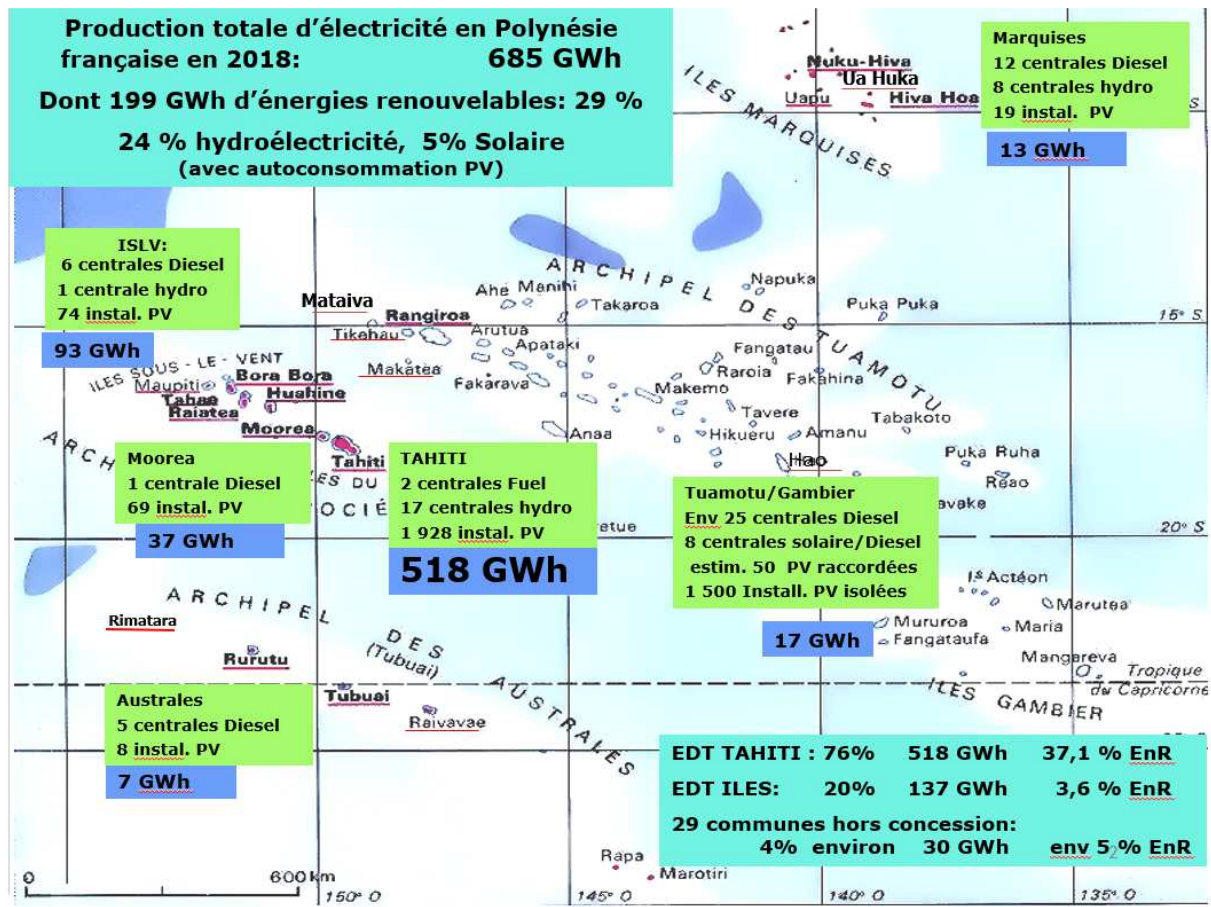 Production totale d’électricité en Polynésie
française en 2018: 685 GWh
Dont 199 GWh d’énergies renouvelables: 29 %
24 % hydroélectricité, 5% Solaire
(avec autoconsommation PV)
Marquises
12 centrales Diesel
8 centrales hydro
19 instal. PV
13 GWh
Nuku-Hiva
Ua Huka
Uapu
Hiva Hoa
S
ILES MARQUISES
ISLV:
6 centrales Diesel
1 centrale hydro
74 instal. PV
93 GWh
ARCHIPEL DES TUAMOTU
Mataiva
Rangiroa
Tikehau
Makatea
Ahe
Manihi
Takaroa
Napuka
Puka Puka
15° S
Arutua
Apataki
Fakarava
Fangatau
Raroia
Fakahina
Makemo
Tavere
Tabakoto
Anaa
Hikueru
Amanu
Hao
Puka Ruha
Reao
ILES SOUS-LE-VENT
Maupiti
Bora Bora
Tahaa
Raiatea
Huahine
Moorea
Tahiti
ARCH
LES DU
OCIÉ
Moorea
1 centrale Diesel
69 instal. PV
37 GWh
TAHITI
2 centrales Fuel
17 centrales hydro
1 928 instal. PV
518 GWh
etue
Tuamotu/Gambier
Env 25 centrales Diesel
8 centrales solaire/Diesel
estim. 50 PV raccordées
1 500 Install. PV isolées
17 GWh
avake
20° S
Is Actéon
Marutea
Mururoa
Maria
Fangataufa
Mangareva
Tropique
du Capricorne
ILES GAMBIER
ARCHIPEL DES AUSTRALES
(Tubuai)
Rimatara
Rurutu
Tubuai
Raivavae
Australes
5 centrales Diesel
8 instal. PV
7 GWh
EDT TAHITI : 76% 518 GWh 37,1 % EnR
EDT ILES: 20% 137 GWh 3,6 % EnR
29 communes hors concession:
4% environ 30 GWh env 5 % EnR
2
Rapa
Marotiri
0 600 km
150° O
140° O
135° O